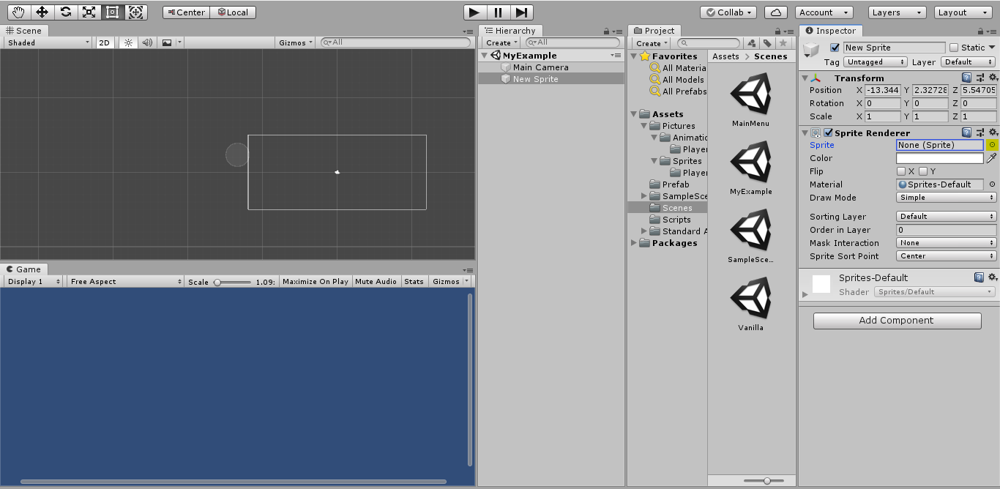 Center Local Collab Account Layers Layout
Scene
Shaded 2D Gizmos All
Game
Display 1 Free Aspect Scale 1.09: Maximize On Play Mute Audio Stats Gizmos
Hierarchy
Create All
MyExample
Main Camera
New Sprite
Project
Create
Favorites
All Materia
All Models
All Prefabs
Assets
Pictures
Animatio
Player
Sprites
Player
Prefab
SampleSce
Scenes
Scripts
Standard A
Packages
Assets > Scenes
MainMenu
MyExample
SampleSce...
Vanilla
Inspector
New Sprite Static
Tag Untagged Layer Default
Transform
Position X -13.344 Y 2.32728 Z 5.54705
Rotation X 0 Y 0 Z 0
Scale X 1 Y 1 Z 1
Sprite Renderer
Sprite None (Sprite)
Color
Flip X Y
Material Sprites-Default
Draw Mode Simple
Sorting Layer Default
Order in Layer 0
Mask Interaction None
Sprite Sort Point Center
Sprites-Default
Shader Sprites/Default
Add Component